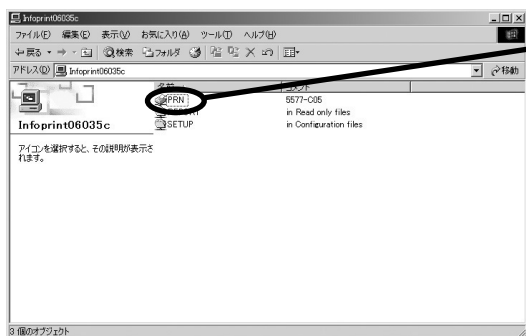 Infoprint06035c
ファイル(F) 編集(E) 表示(V) お気に入り(A) ツール(T) ヘルプ(H)
戻る 検索 フォルダ
アドレス(D) Infoprint06035c 移動
名前 コメント
PRN 5577-C05
in Read only files
SETUP in Configuration files
Infoprint06035c
アイコンを選択すると、その説明が表示さ
れます。
3 個のオブジェクト